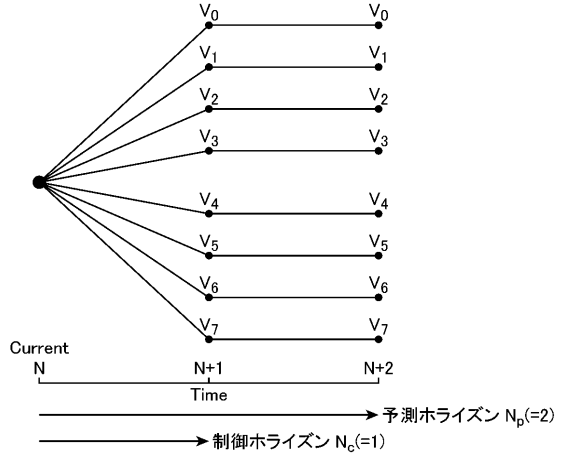 V0 V0
V1 V1
V2 V2
V3 V3
V4 V4
V5 V5
V6 V6
V7 V7
Current
N N+1 N+2
Time
予測ホライズン Np(=2)
制御ホライズン Nc(=1)